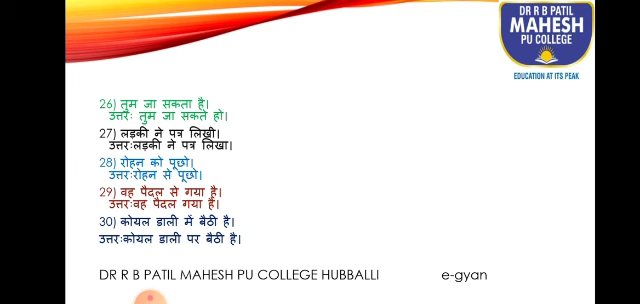 DR R B PATIL
MAHESH
PU COLLEGE
EDUCATION AT ITS PEAK
26) तुम जा सकता है।
उत्तरः तुम जा सकते हो।
27) लड़की ने पत्र लिखी।
उत्तरःलड़की ने पत्र लिखा।
28) रोहन को पूछो।
उत्तरःरोहन से पूछो।
29) वह पैदल से गया है।
उत्तरःवह पैदल गया है।
30) कोयल डाली में बैठी है।
उत्तरःकोयल डाली पर बैठी है।
DR R B PATIL MAHESH PU COLLEGE HUBBALLI e-gyan